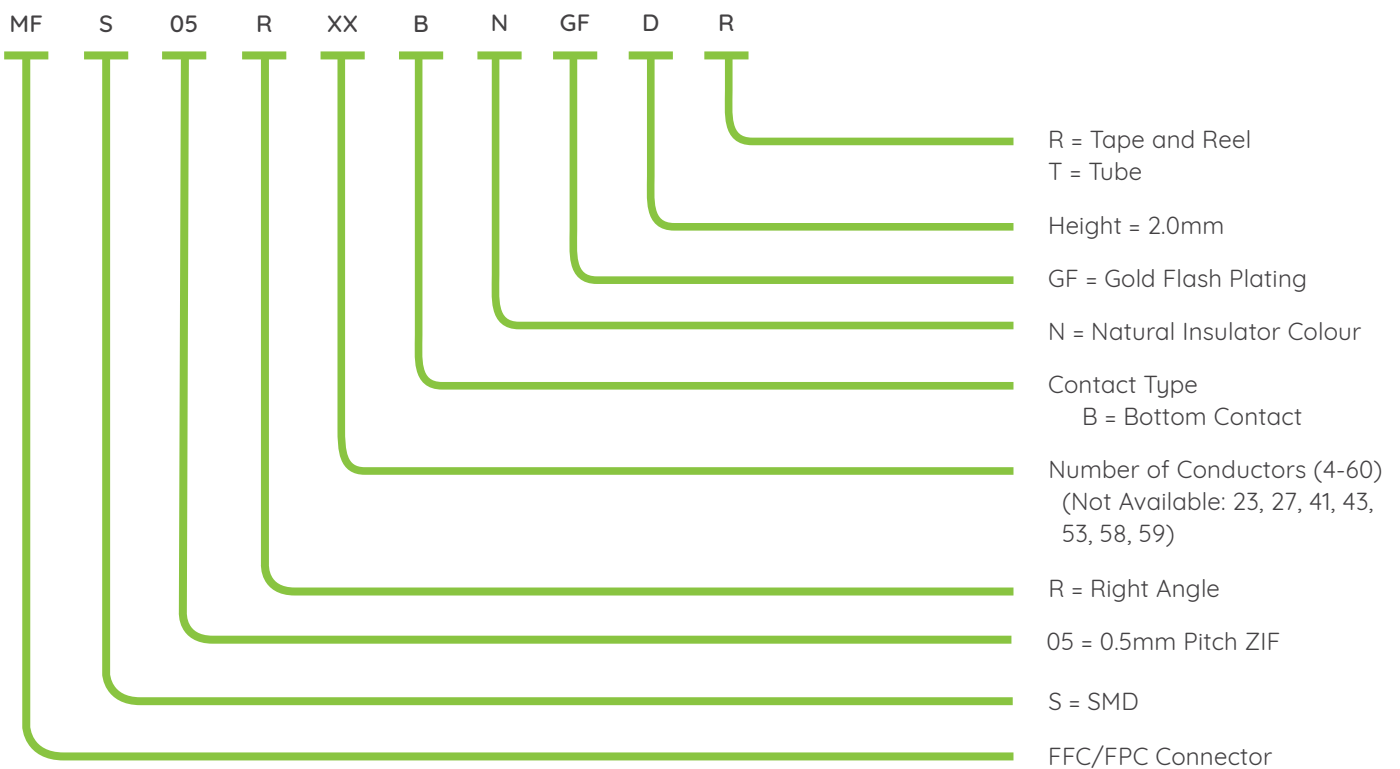 MF S 05 R XX B N GF D R
R = Tape and Reel
T = Tube
Height = 2.0mm
GF = Gold Flash Plating
N = Natural Insulator Colour
Contact Type
B = Bottom Contact
Number of Conductors (4-60)
(Not Available: 23, 27, 41, 43,
53, 58, 59)
R = Right Angle
05 = 0.5mm Pitch ZIF
S = SMD
FFC/FPC Connector